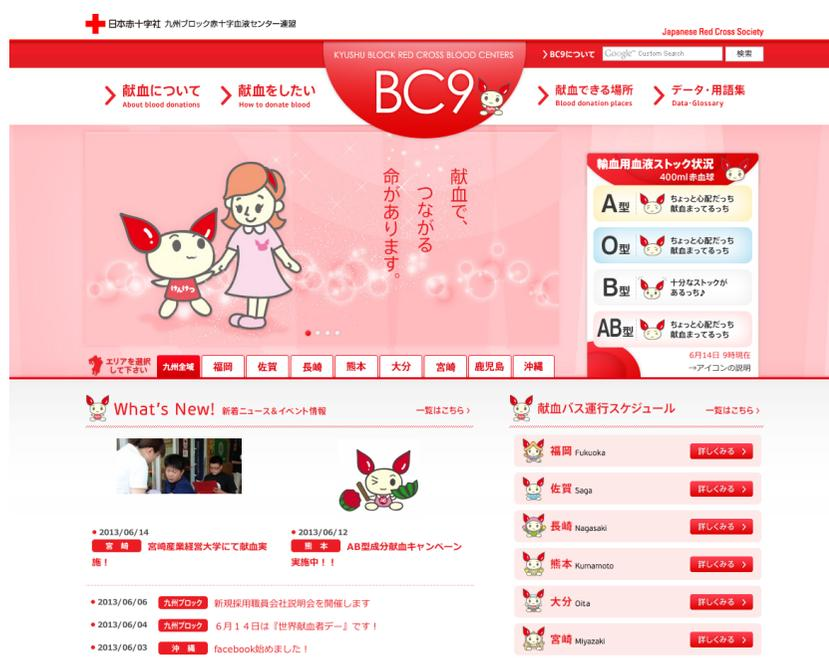 日本赤十字社 九州ブロック赤十字血液センター連盟
Japanese Red Cross Society
KYUSHU BLOCK RED CROSS BLOOD CENTERS
BC9
BC9について
Google Custom Search
検索
献血について
About blood donations
献血をしたい
How to donate blood
献血できる場所
Blood donation places
データ・用語集
Data・Glossary
献血で、
つながる
命があります。
けんけつ
輸血用血液ストック状況
400ml赤血球
A型
ちょっと心配だっち
献血まってるっち
O型
ちょっと心配だっち
献血まってるっち
B型
十分なストックが
あるっち♪
AB型
ちょっと心配だっち
献血まってるっち
6月14日 9時現在
→アイコンの説明
エリアを選択
して下さい
九州全域
福岡
佐賀
長崎
熊本
大分
宮崎
鹿児島
沖縄
What's New! 新着ニュース&イベント情報
一覧はこちら
2013/06/14
宮崎 宮崎産業経営大学にて献血実
施！
2013/06/12
熊本 AB型成分献血キャンペーン
実施中！！
2013/06/06 九州ブロック 新規採用職員会社説明会を開催します
2013/06/04 九州ブロック ６月１４日は『世界献血者デー』です！
2013/06/03 沖縄 facebook始めました！
献血バス運行スケジュール
一覧はこちら
福岡 Fukuoka 詳しくみる
佐賀 Saga 詳しくみる
長崎 Nagasaki 詳しくみる
熊本 Kumamoto 詳しくみる
大分 Oita 詳しくみる
宮崎 Miyazaki 詳しくみる